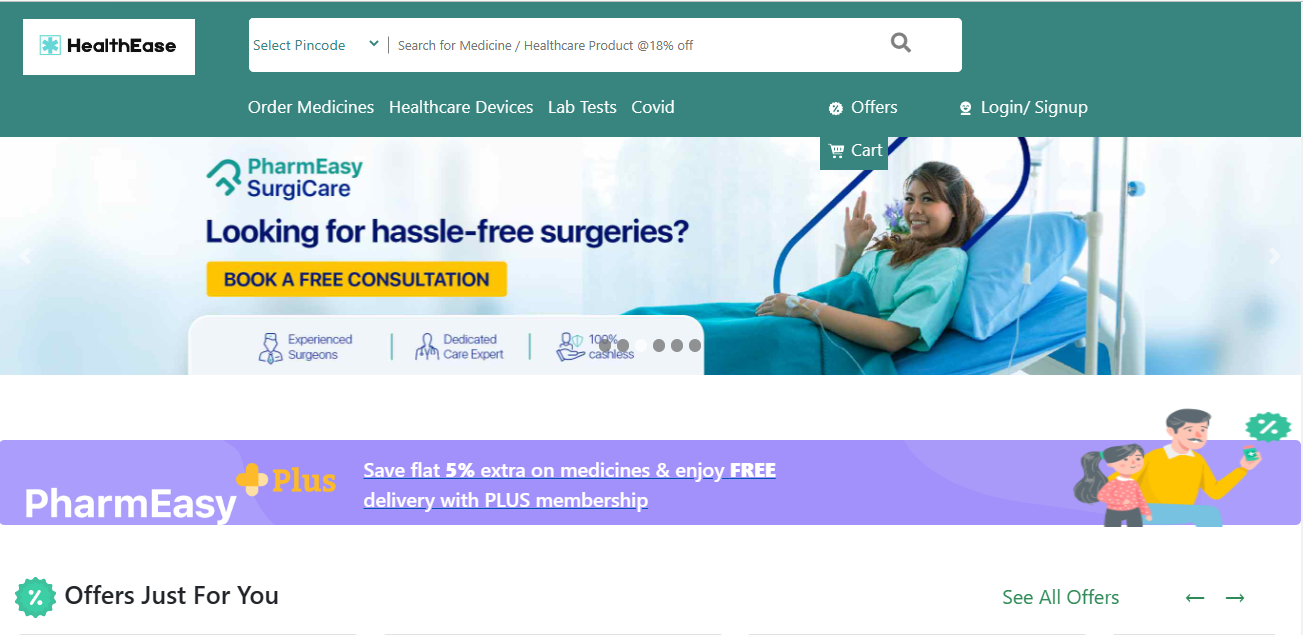 HealthEase
Select Pincode | Search for Medicine / Healthcare Product @18% off
Order Medicines Healthcare Devices Lab Tests Covid Offers Login/ Signup
Cart
PharmEasy
SurgiCare
Looking for hassle-free surgeries?
BOOK A FREE CONSULTATION
Experienced
Surgeons
Dedicated
Care Expert
100%
cashless
PharmEasy
Plus
Save flat 5% extra on medicines & enjoy FREE
delivery with PLUS membership
Offers Just For You
See All Offers ← →